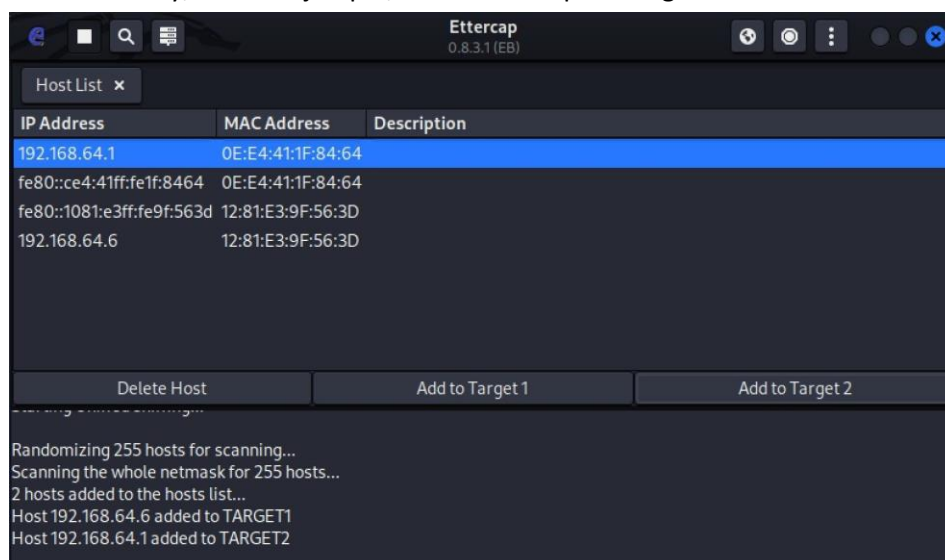 Ettercap
0.8.3.1 (EB)
Host List ×
IP Address MAC Address Description
192.168.64.1 0E:E4:41:1F:84:64
fe80::ce4:41ff:fe1f:8464 0E:E4:41:1F:84:64
fe80::1081:e3ff:fe9f:563d 12:81:E3:9F:56:3D
192.168.64.6 12:81:E3:9F:56:3D
Delete Host Add to Target 1 Add to Target 2
Randomizing 255 hosts for scanning...
Scanning the whole netmask for 255 hosts...
2 hosts added to the hosts list...
Host 192.168.64.6 added to TARGET1
Host 192.168.64.1 added to TARGET2